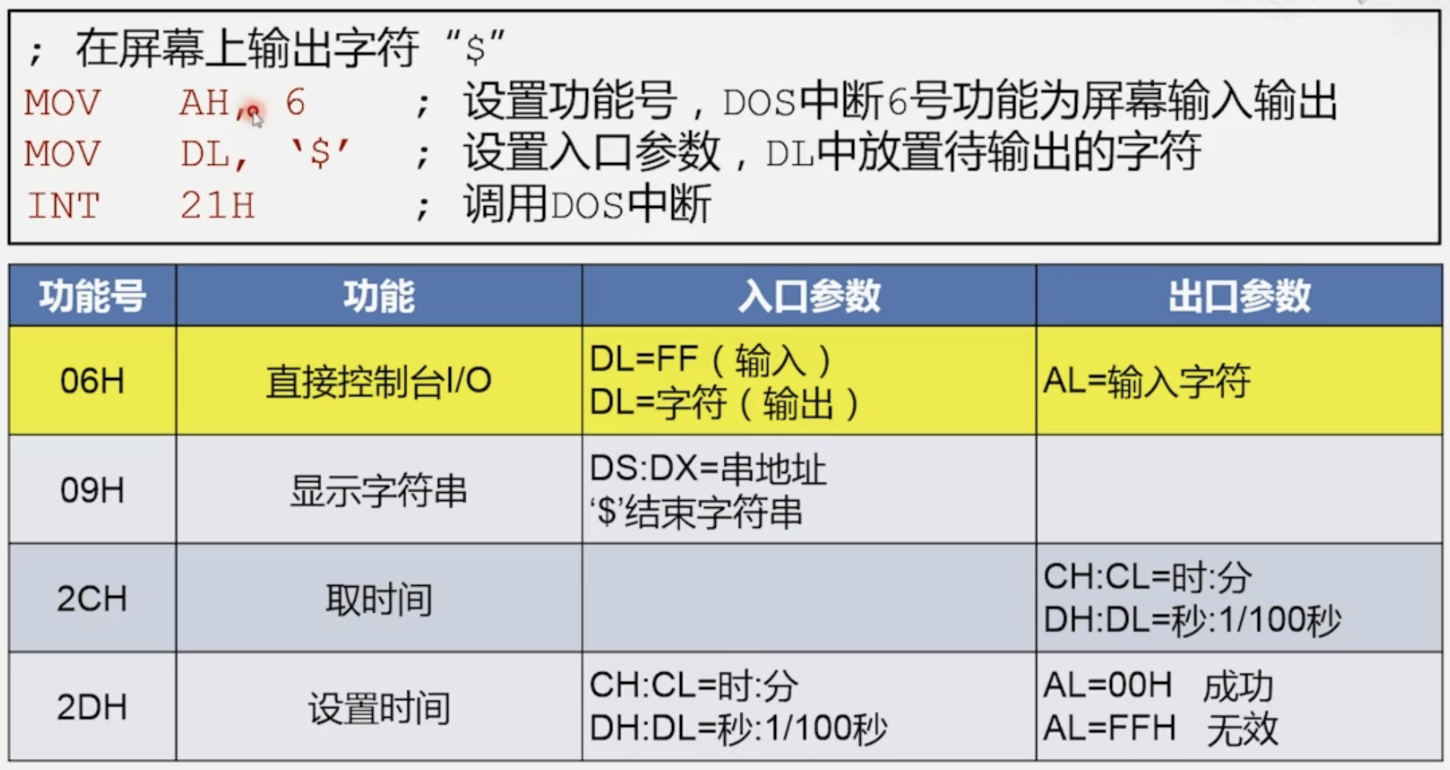 ; 在屏幕上输出字符“$”
MOV AH, 6 ; 设置功能号，DOS中断6号功能为屏幕输入输出
MOV DL, ‘$’ ; 设置入口参数，DL中放置待输出的字符
INT 21H ; 调用DOS中断
功能号 功能 入口参数 出口参数
06H 直接控制台I/O DL=FF（输入） AL=输入字符
DL=字符（输出）
09H 显示字符串 DS:DX=串地址
‘$’结束字符串
2CH 取时间 CH:CL=时:分
DH:DL=秒:1/100秒
2DH 设置时间 CH:CL=时:分 AL=00H 成功
DH:DL=秒:1/100秒 AL=FFH 无效